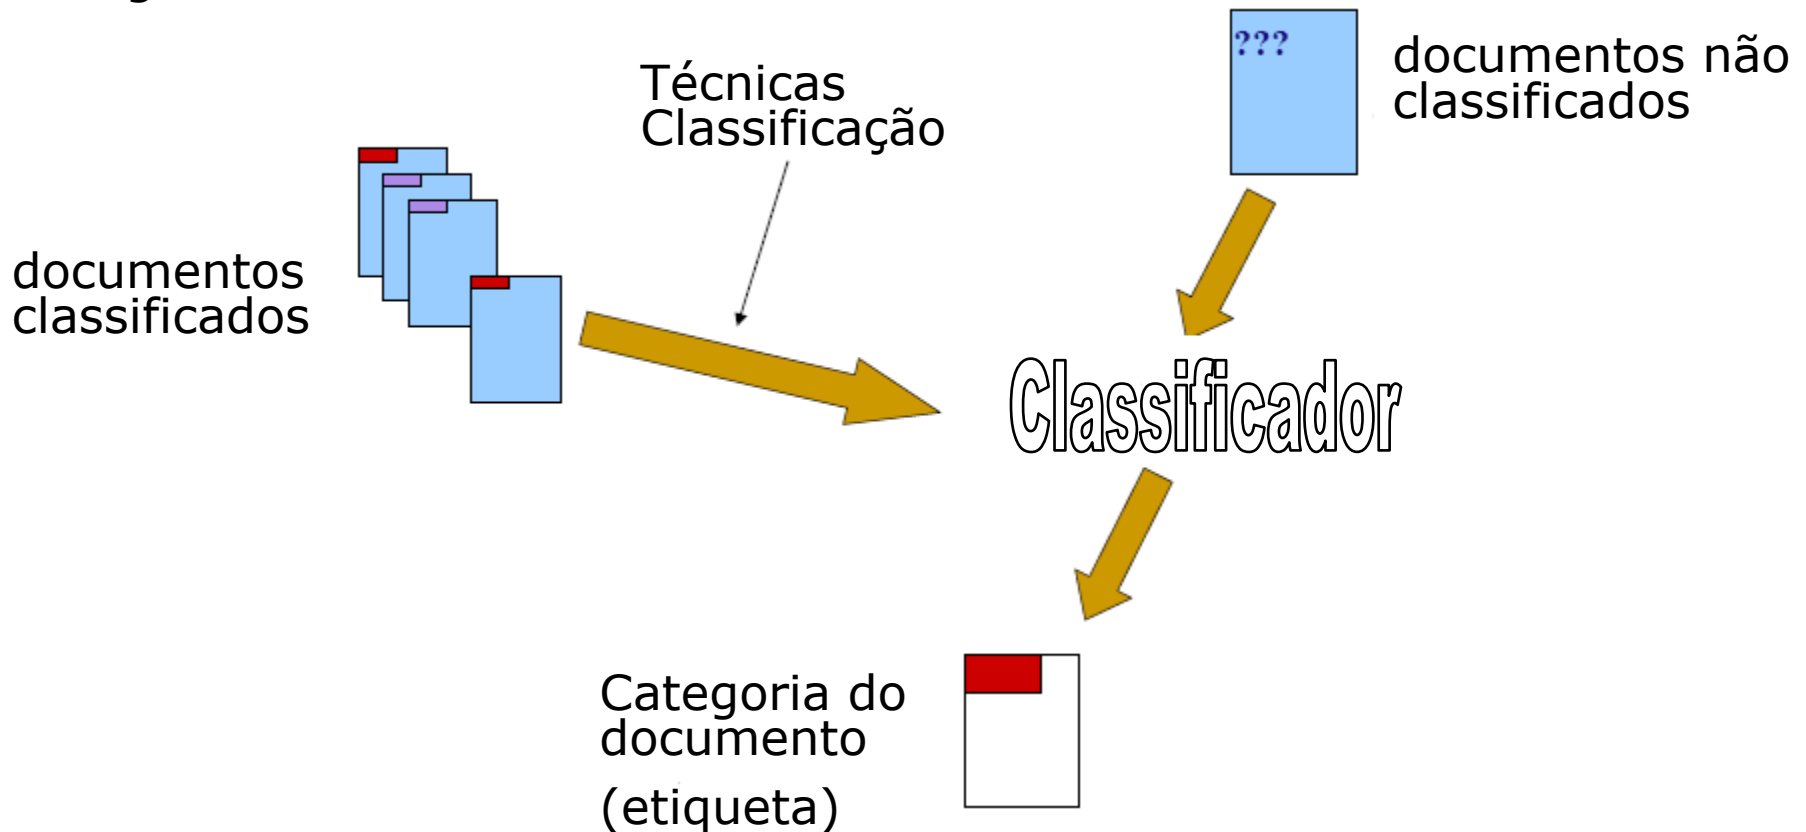 ???
documentos não
classificados
Técnicas
Classificação
documentos
classificados
Classificador
Categoria do
documento
(etiqueta)